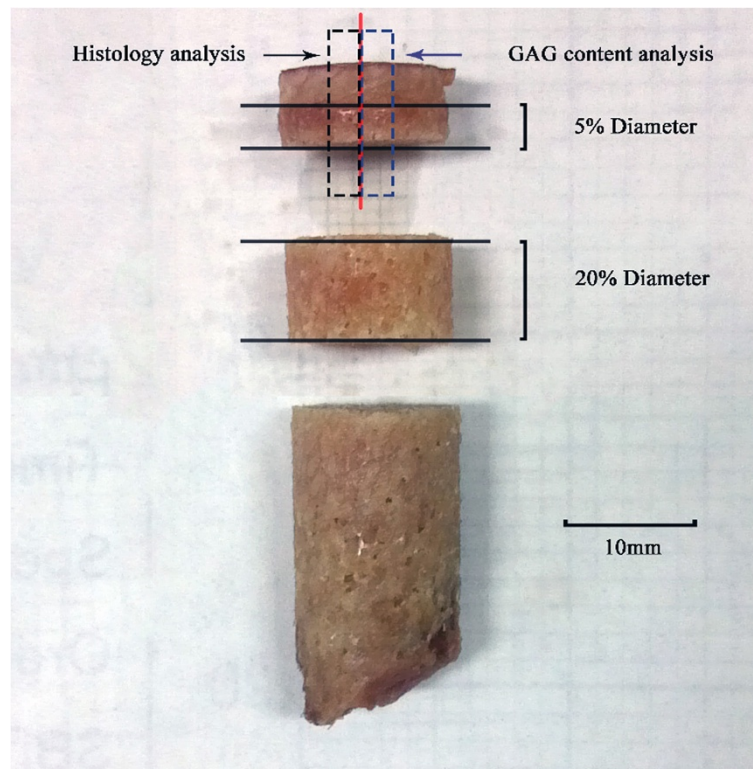 Histology analysis
GAG content analysis
5% Diameter
20% Diameter
10mm